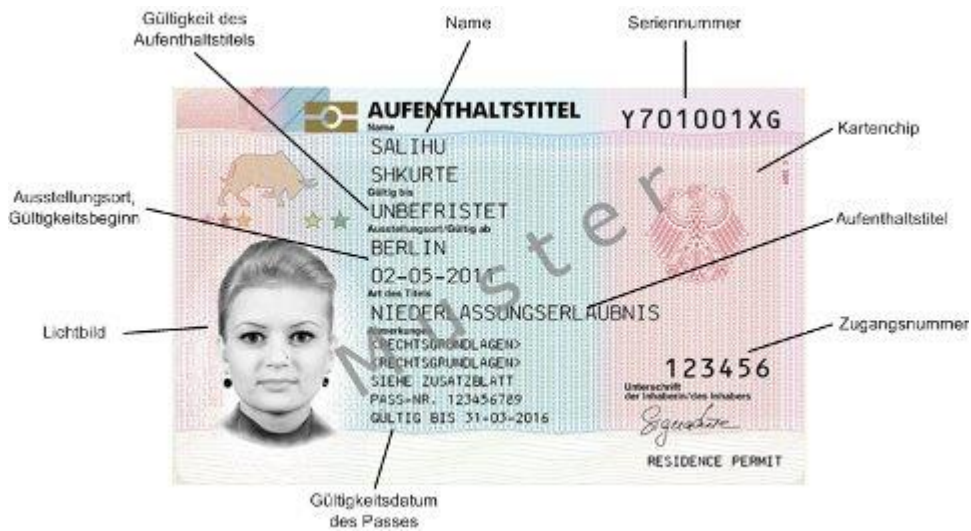 Gültigkeit des
Aufenthaltstitels
Name
Seriennummer
AUFENTHALTSTITEL
Y701001XG
Name
SALIHU
Kartenchip
SHKURTE
Gültig bis
Ausstellungsort,
Gültigkeitsbeginn
UNBEFRISTET
Aufenthaltstitel
Ausstellungsort/Gültig ab
BERLIN
02-05-2011
Art des Titels
NIEDERLASSUNGSERLAUBNIS
Lichtbild
Zugangsnummer
Anmerkungen
<RECHTSGRUNDLAGEN>
<RECHTSGRUNDLAGEN>
123456
SIEHE ZUSATZBLATT
Unterschrift
der Inhaberin/des Inhabers
PASS-NR. 123456789
GÜLTIG BIS 31-03-2016
Signature
RESIDENCE PERMIT
Muster
Gültigkeitsdatum
des Passes